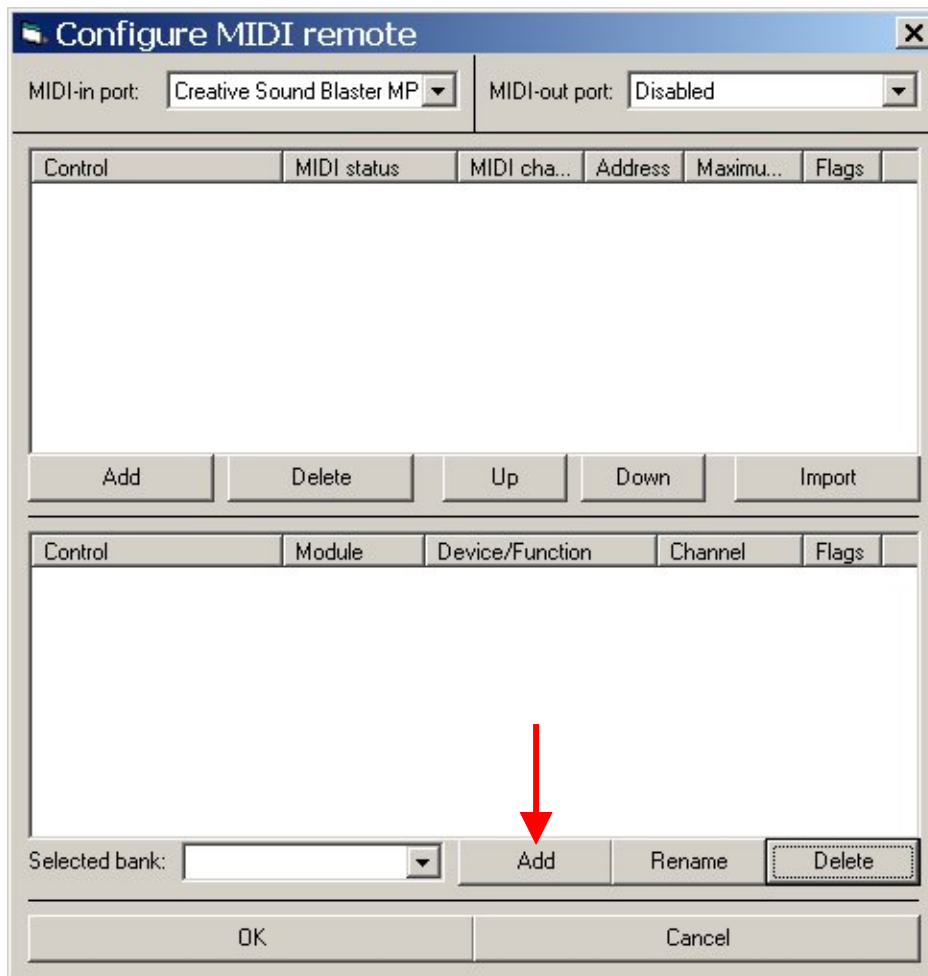 Configure MIDI remote
MIDI-in port: Creative Sound Blaster MP MIDI-out port: Disabled
Control MIDI status MIDI cha... Address Maximu... Flags
Add Delete Up Down Import
Control Module Device/Function Channel Flags
Selected bank: Add Rename Delete
OK Cancel